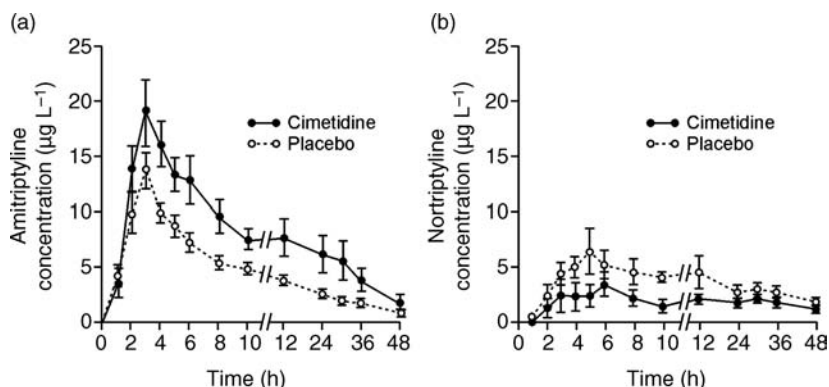 (a)
25
20
15
10
5
0
Amitriptyline
concentration (µg L⁻¹)
Cimetidine
Placebo
0 2 4 6 8 10 12 24 36 48
Time (h)
(b)
25
20
15
10
5
0
Nortriptyline
concentration (µg L⁻¹)
Cimetidine
Placebo
0 2 4 6 8 10 12 24 36 48
Time (h)